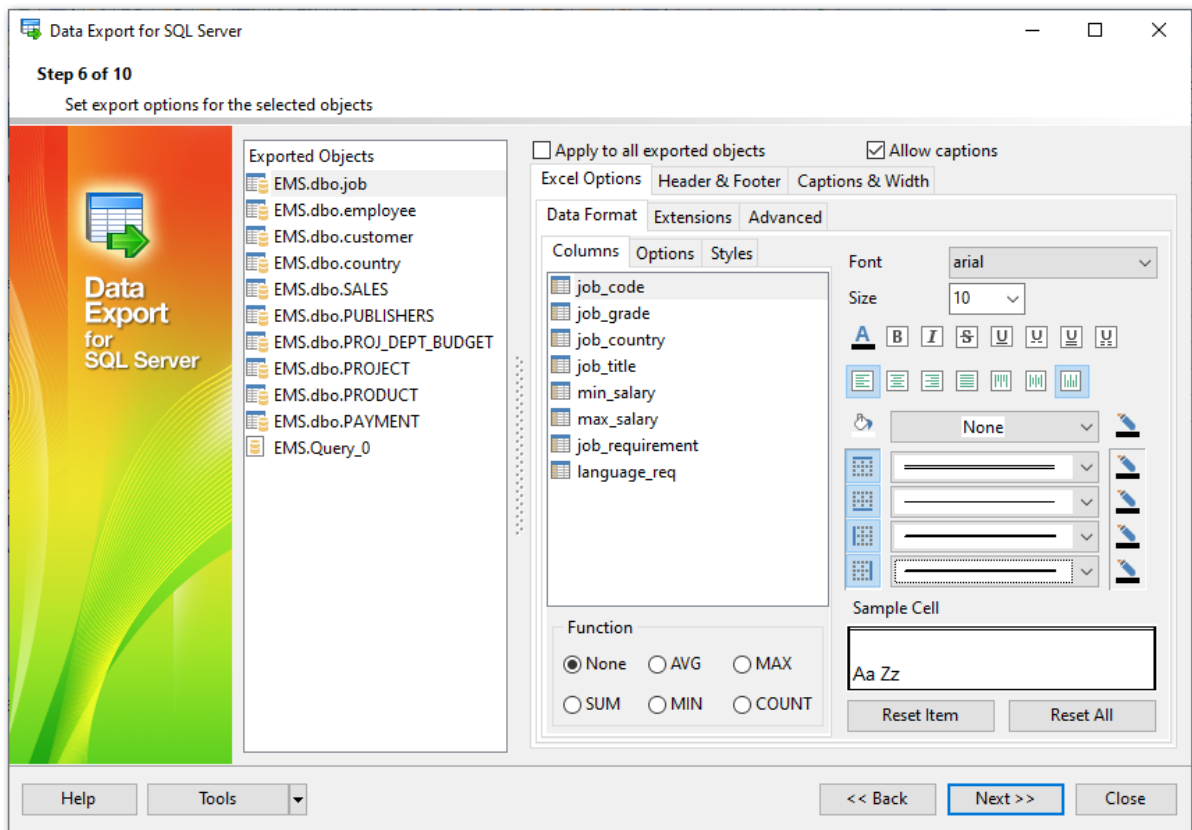 Data Export for SQL Server
Step 6 of 10
Set export options for the selected objects
Data
Export
for
SQL Server
Exported Objects
EMS.dbo.job
EMS.dbo.employee
EMS.dbo.customer
EMS.dbo.country
EMS.dbo.SALES
EMS.dbo.PUBLISHERS
EMS.dbo.PROJ_DEPT_BUDGET
EMS.dbo.PROJECT
EMS.dbo.PRODUCT
EMS.dbo.PAYMENT
EMS.Query_0
Apply to all exported objects Allow captions
Excel Options Header & Footer Captions & Width
Data Format Extensions Advanced
Columns Options Styles
job_code
job_grade
job_country
job_title
min_salary
max_salary
job_requirement
language_req
Function
None AVG MAX
SUM MIN COUNT
Font arial
Size 10
A B I S U U U U
None
Sample Cell
Aa Zz
Reset Item Reset All
Help Tools << Back Next >> Close